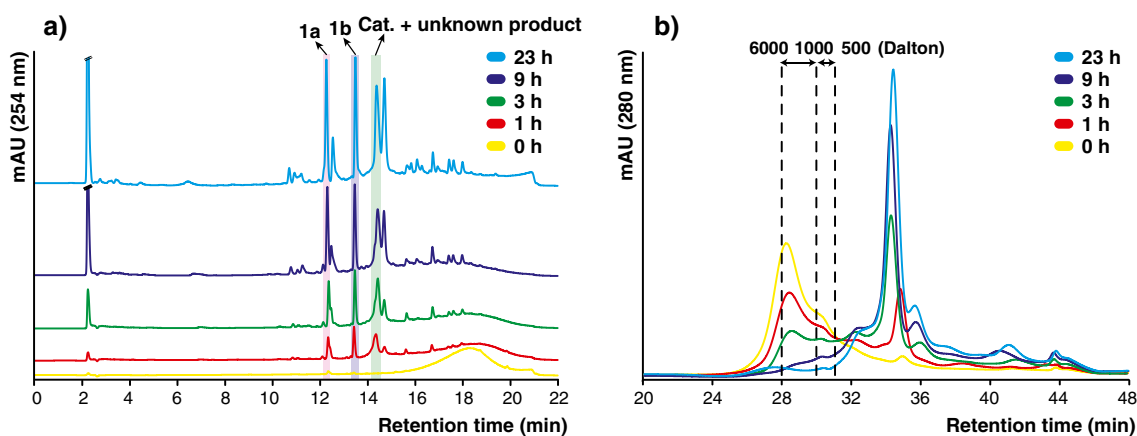 a)
1a
1b
Cat. + unknown product
23 h
9 h
3 h
1 h
0 h
mAU (254 nm)
0 2 4 6 8 10 12 14 16 18 20 22
Retention time (min)
b)
6000 1000 500 (Dalton)
23 h
9 h
3 h
1 h
0 h
mAU (280 nm)
20 24 28 32 36 40 44 48
Retention time (min)